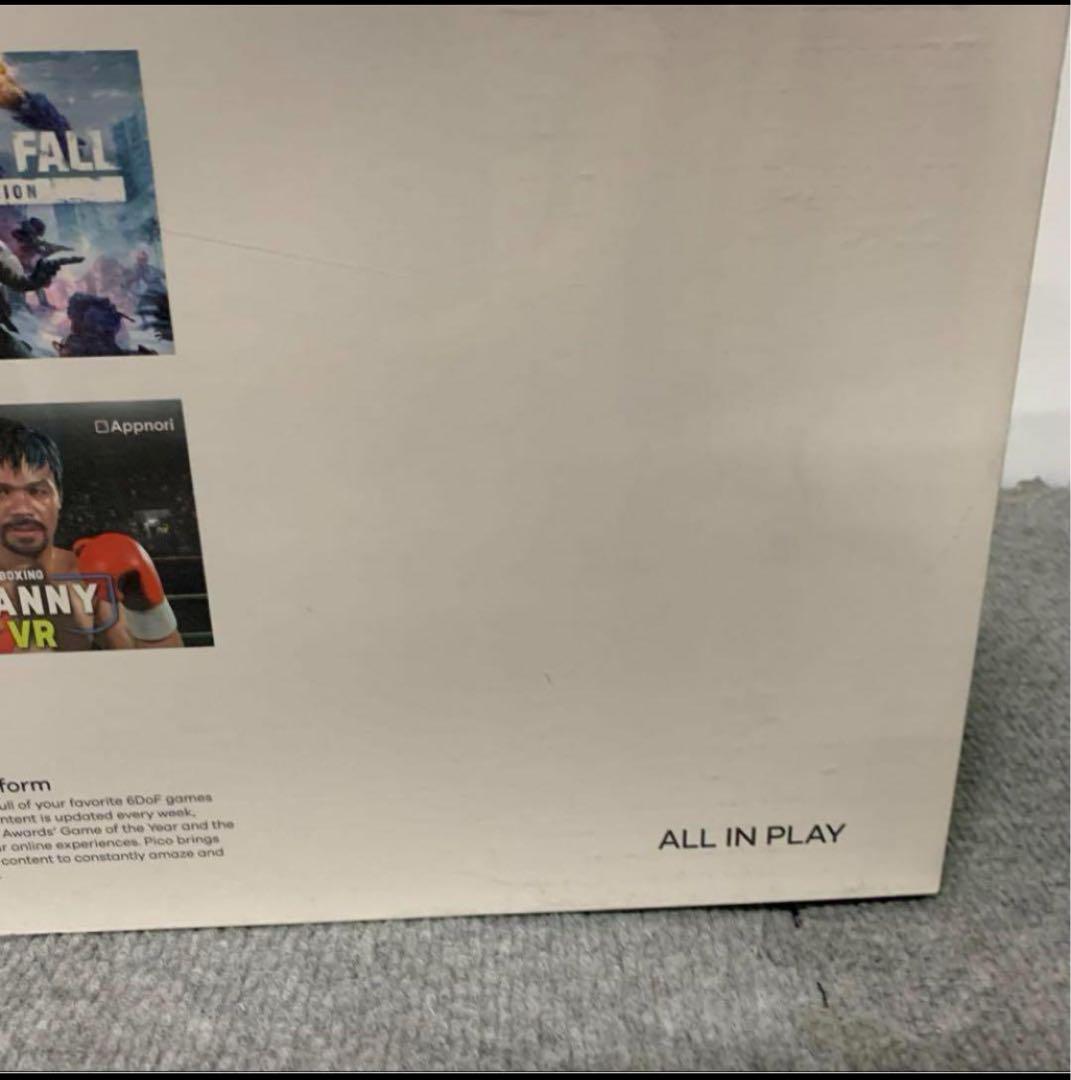 FALL
ION
Appnori
BOXING
ANNY
VR
form
ull of your favorite 6DoF games
ntent is updated every week,
Awards' Game of the Year and the
r online experiences. Pico brings
content to constantly amaze and
ALL IN PLAY